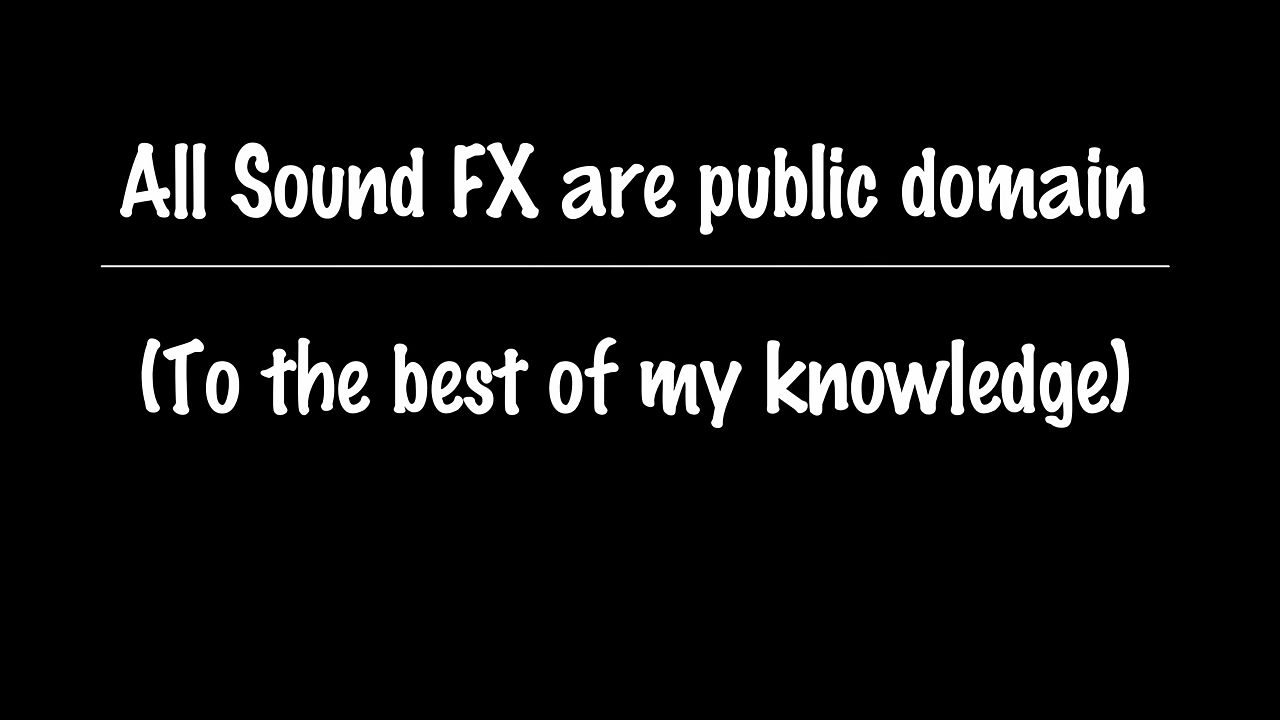 All Sound FX are public domain
(To the best of my knowledge)